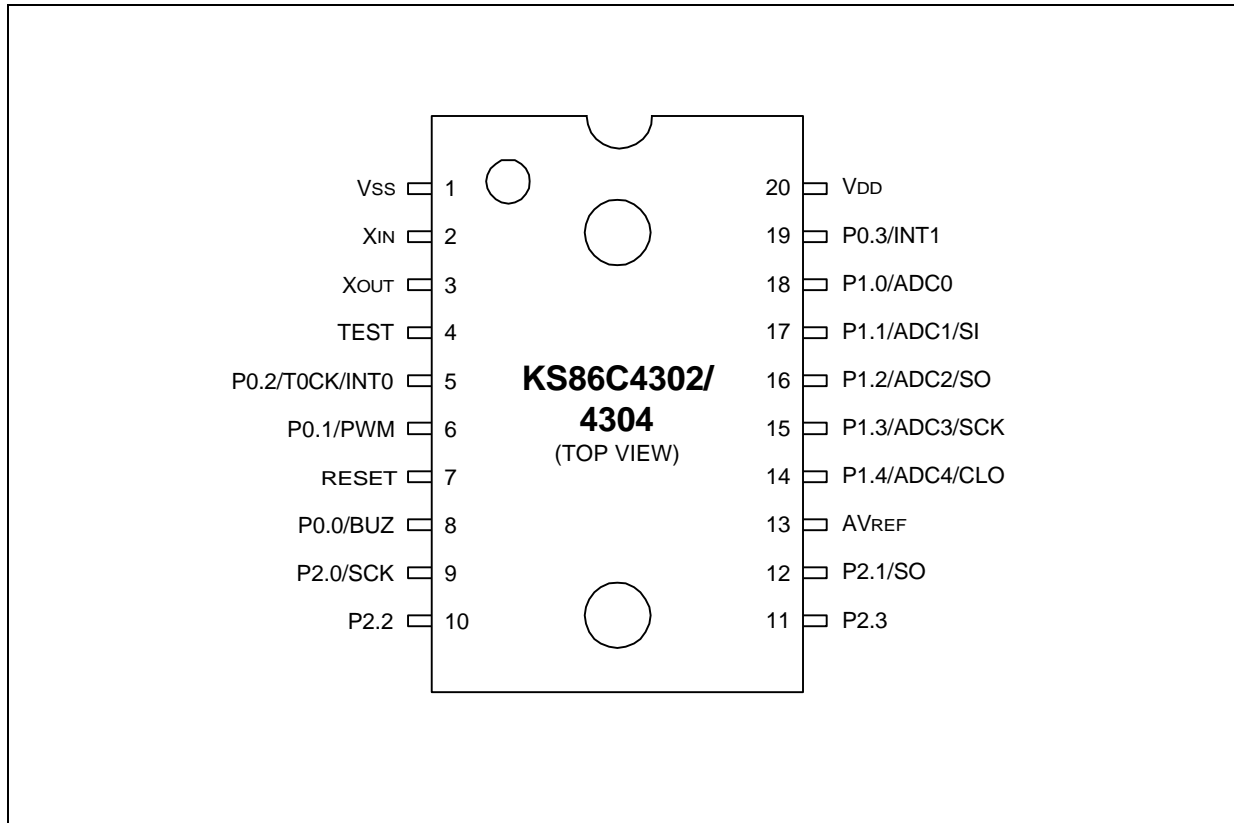 VSS 1 20 VDD
XIN 2 19 P0.3/INT1
XOUT 3 18 P1.0/ADC0
TEST 4 17 P1.1/ADC1/SI
P0.2/T0CK/INT0 5 KS86C4302/ 16 P1.2/ADC2/SO
4304
P0.1/PWM 6 15 P1.3/ADC3/SCK
(TOP VIEW)
RESET 7 14 P1.4/ADC4/CLO
P0.0/BUZ 8 13 AVREF
P2.0/SCK 9 12 P2.1/SO
P2.2 10 11 P2.3